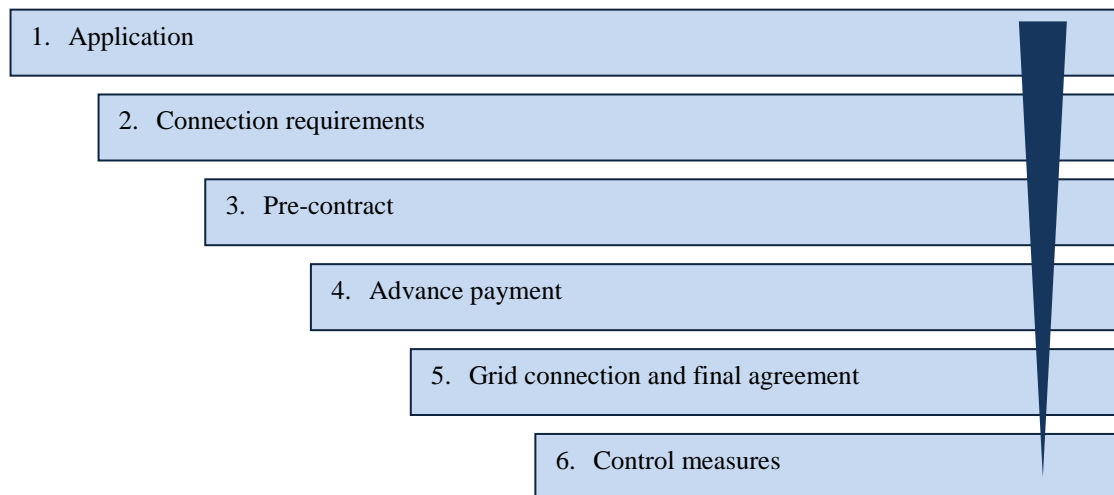 1. Application
2. Connection requirements
3. Pre-contract
4. Advance payment
5. Grid connection and final agreement
6. Control measures